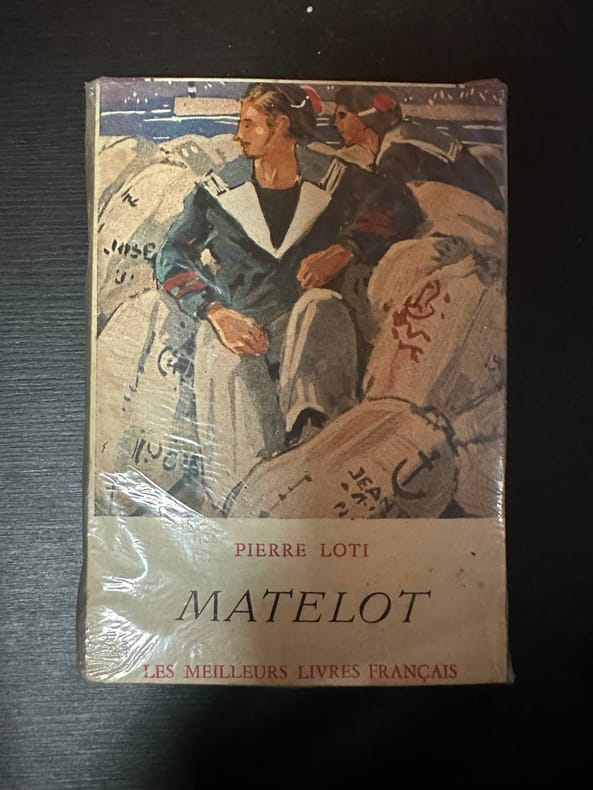 JOSE
JEAN
PIERRE LOTI
MATELOT
LES MEILLEURS LIVRES FRANÇAIS